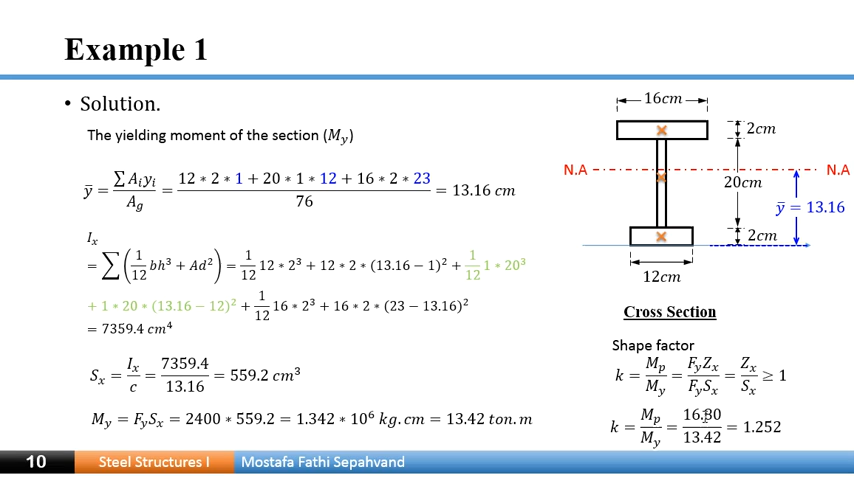 Example 1
• Solution.
The yielding moment of the section (M_y)
ȳ = ∑ A_i y_i / A_g = (12 * 2 * 1 + 20 * 1 * 12 + 16 * 2 * 23) / 76 = 13.16 cm
I_x
= ∑ (1/12 bh³ + Ad²) = 1/12 12 * 2³ + 12 * 2 * (13.16 − 1)² + 1/12 1 * 20³
+ 1 * 20 * (13.16 − 12)² + 1/12 16 * 2³ + 16 * 2 * (23 − 13.16)²
= 7359.4 cm⁴
S_x = I_x / c = 7359.4 / 13.16 = 559.2 cm³
M_y = F_y S_x = 2400 * 559.2 = 1.342 * 10⁶ kg.cm = 13.42 ton.m
16cm
2cm
N.A
N.A
20cm
ȳ = 13.16
2cm
12cm
Cross Section
Shape factor
k = M_p / M_y = F_y Z_x / F_y S_x = Z_x / S_x ≥ 1
k = M_p / M_y = 16.80 / 13.42 = 1.252
10
Steel Structures I
Mostafa Fathi Sepahvand